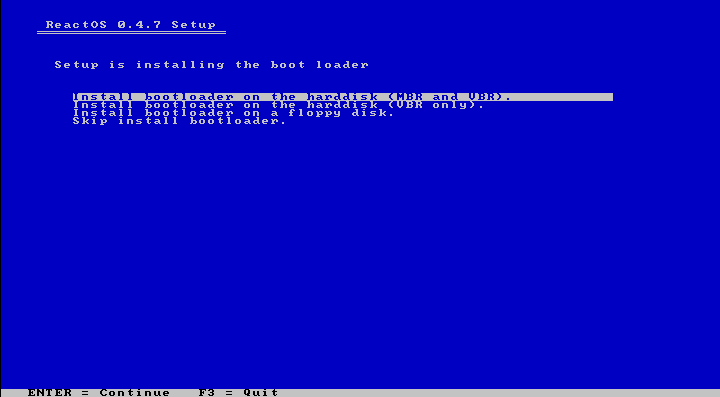 ReactOS 0.4.7 Setup
Setup is installing the boot loader
Install bootloader on the harddisk (MBR and VBR).
Install bootloader on the harddisk (VBR only).
Install bootloader on a floppy disk.
Skip install bootloader.
ENTER = Continue F3 = Quit